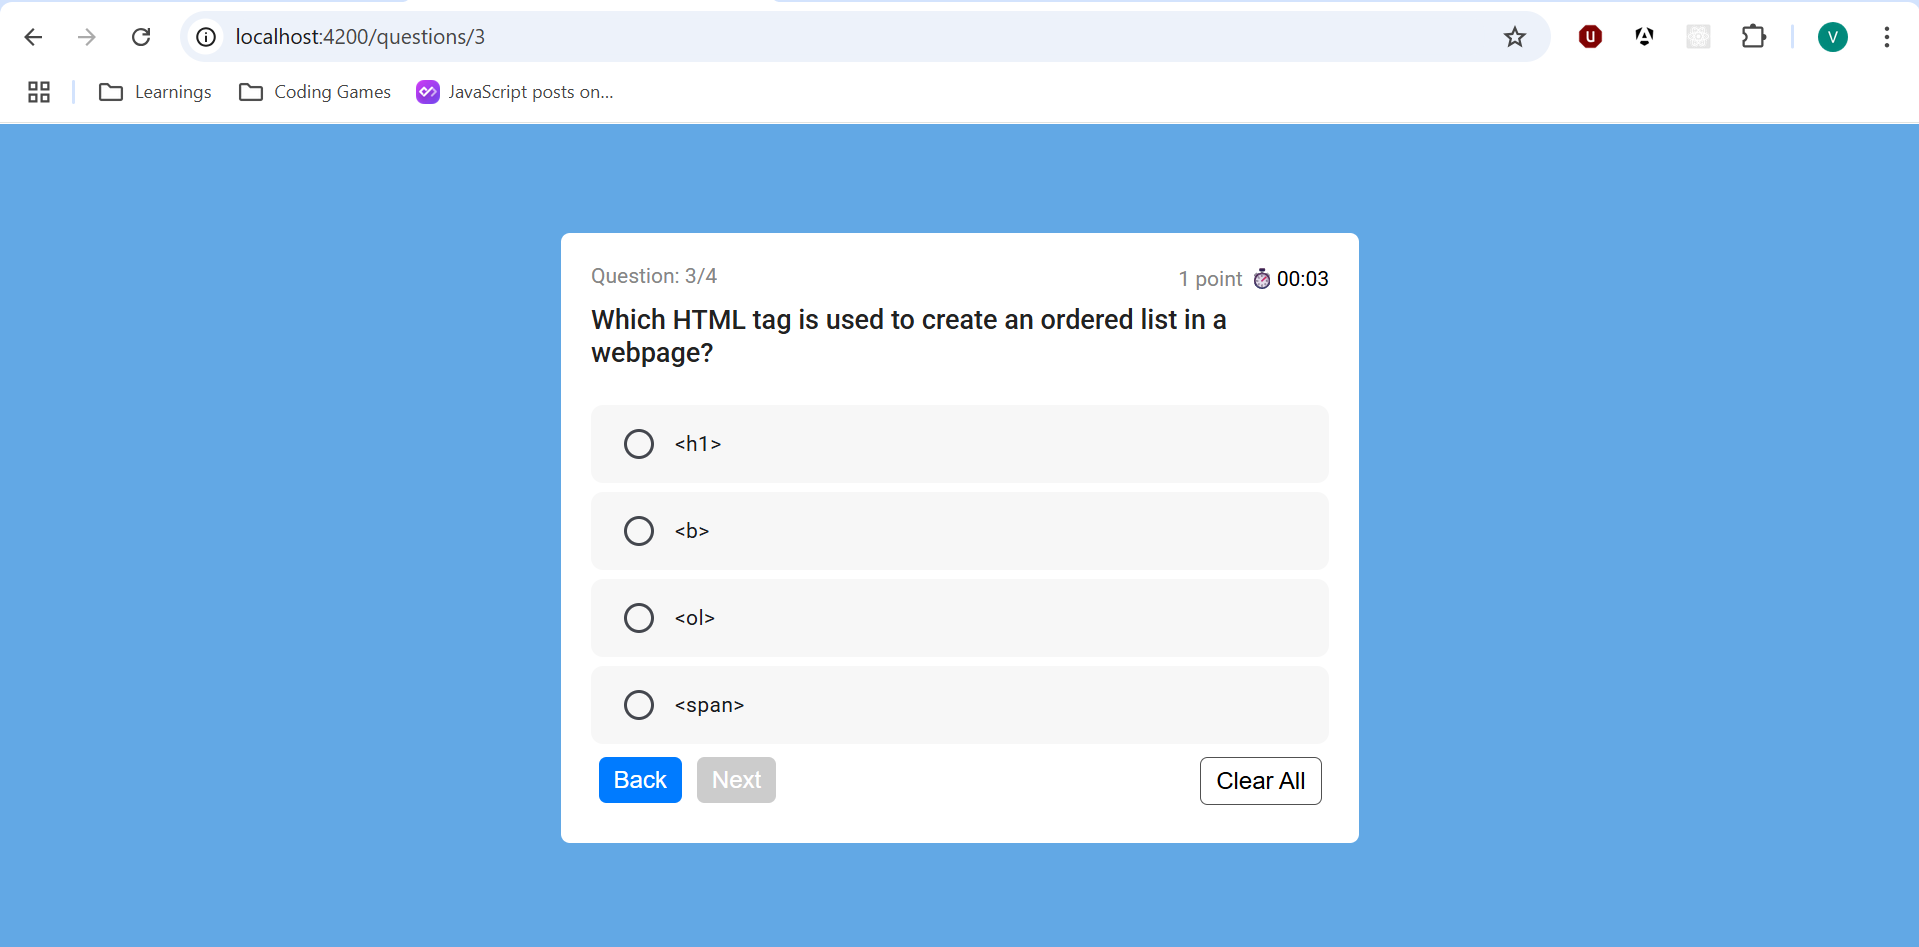 localhost:4200/questions/3
u
V
Learnings
Coding Games
JavaScript posts on...
Question: 3/4
1 point 00:03
Which HTML tag is used to create an ordered list in a
webpage?
<h1>
<b>
<ol>
<span>
Back
Next
Clear All